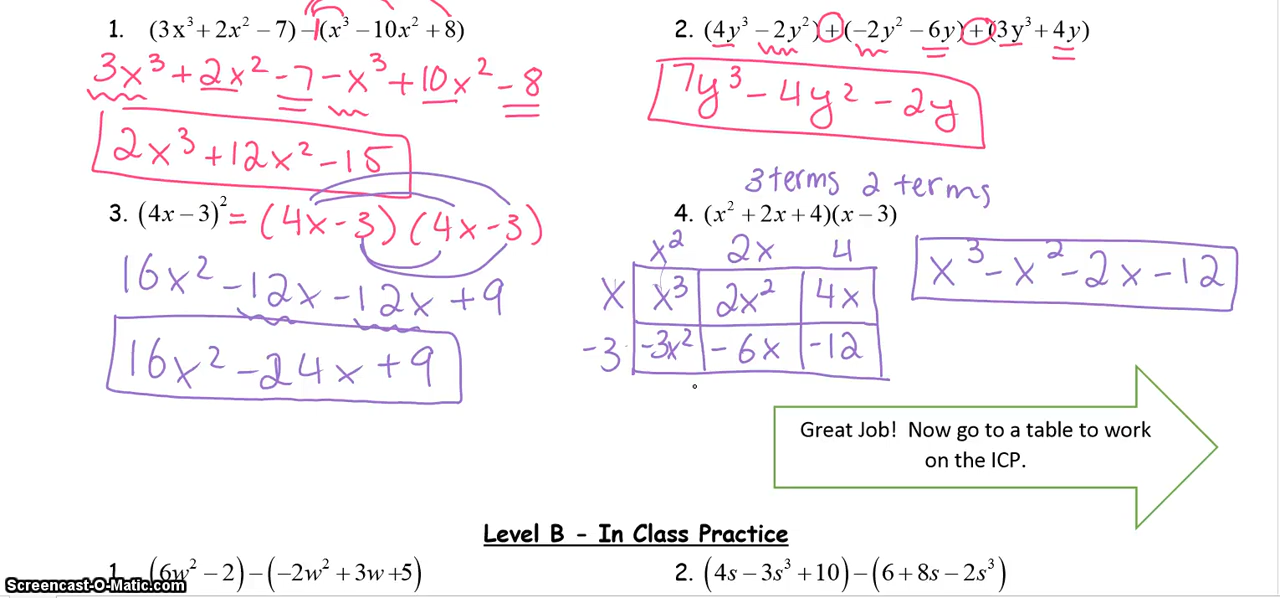 1. (3x³ + 2x² − 7) − 1(x³ − 10x² + 8)
3x³ + 2x² − 7 − x³ + 10x² − 8
2x³ + 12x² − 15
2. (4y³ − 2y²) + (−2y² − 6y) + (3y³ + 4y)
7y³ − 4y² − 2y
3. (4x − 3)² = (4x − 3)(4x − 3)
16x² − 12x − 12x + 9
16x² − 24x + 9
3 terms 2 terms
4. (x² + 2x + 4)(x − 3)
x² 2x 4
x x³ 2x² 4x
−3 −3x² −6x −12
x³ − x² − 2x − 12
Great Job! Now go to a table to work
on the ICP.
Level B - In Class Practice
1. (6w² − 2) − (−2w² + 3w + 5)
2. (4s − 3s³ + 10) − (6 + 8s − 2s³)
Screencast-O-Matic.com